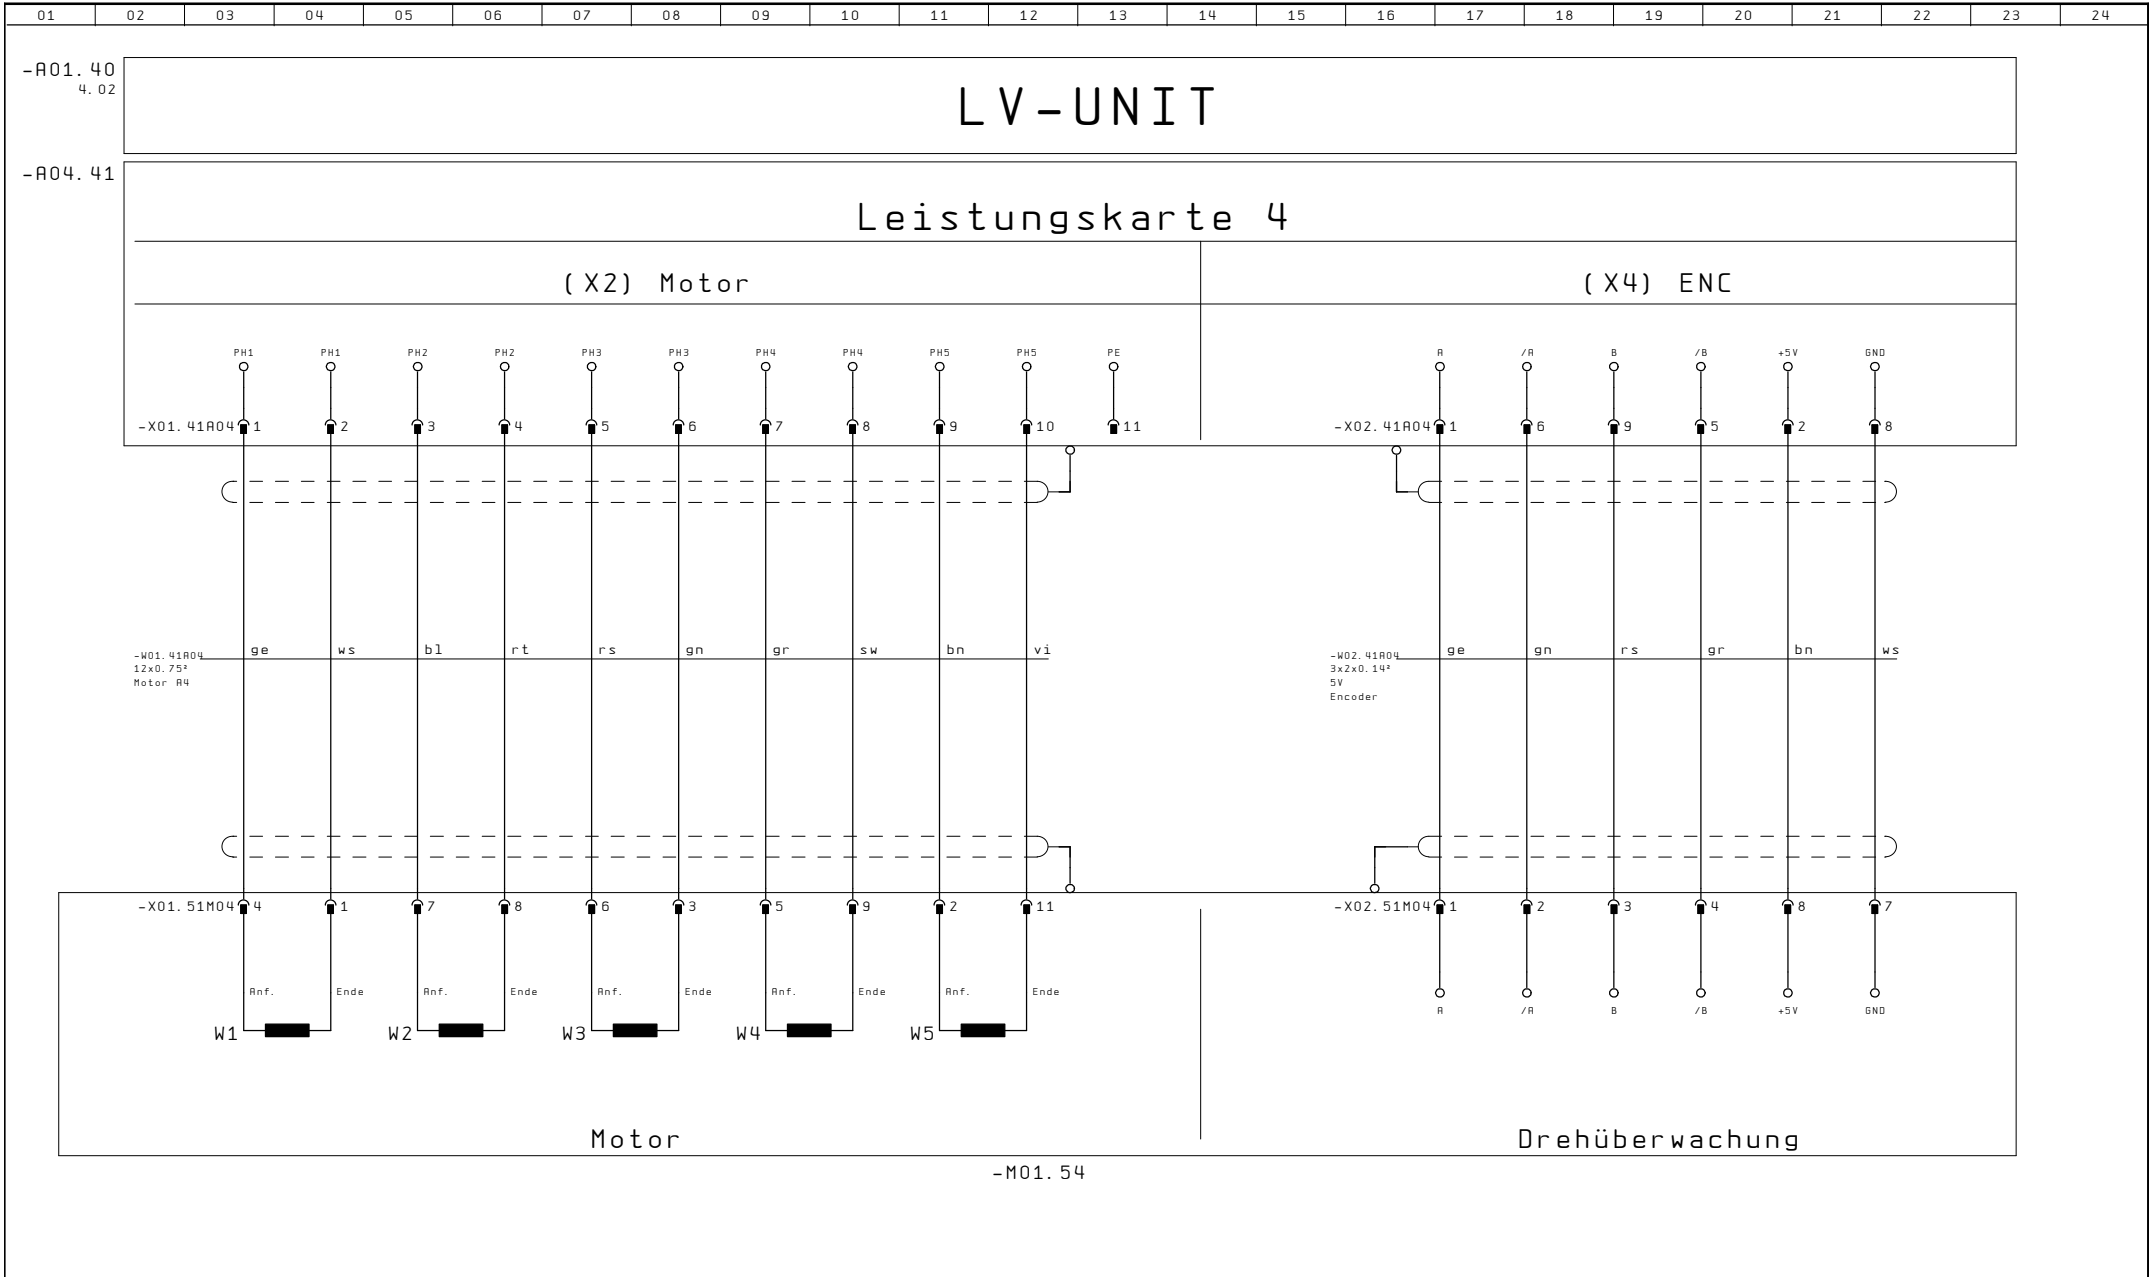 01 02 03 04 05 06 07 08 09 10 11 12 13 14 15 16 17 18 19 20 21 22 23 24
-A01.40
4.02
LV-UNIT
-A04.41
Leistungskarte 4
(X2) Motor (X4) ENC
PH1 PH1 PH2 PH2 PH3 PH3 PH4 PH4 PH5 PH5 PE A /A B /B +5V GND
-X01.41A04 1 2 3 4 5 6 7 8 9 10 11 -X02.41A04 1 6 9 5 2 8
ge ws bl rt rs gn gr sw bn vi ge gn rs gr bn ws
-W01.41A04
12x0.75²
Motor A4
-W02.41A04
3x2x0.14²
5V
Encoder
-X01.51M04 4 1 7 8 6 3 5 9 2 11 -X02.51M04 1 2 3 4 8 7
Anf. Ende Anf. Ende Anf. Ende Anf. Ende Anf. Ende
A /A B /B +5V GND
W1 W2 W3 W4 W5
Motor Drehüberwachung
-M01.54